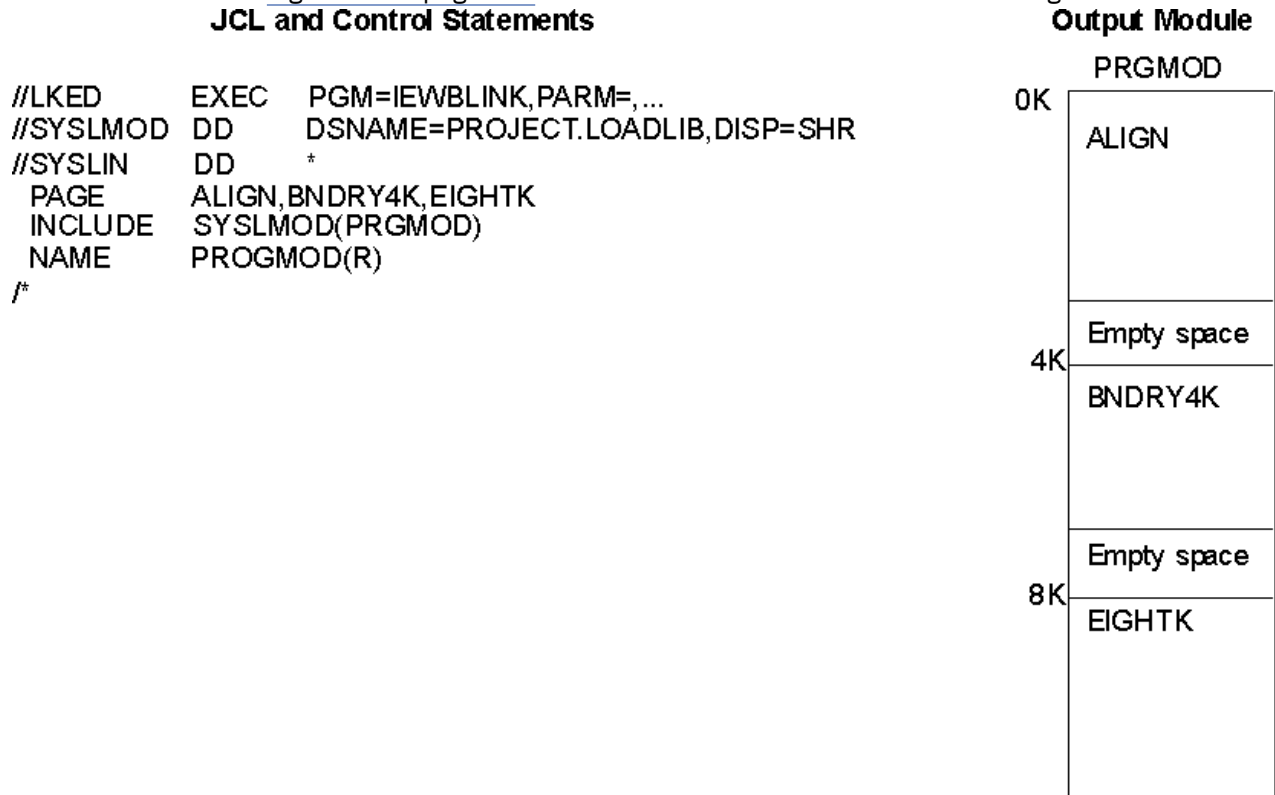 JCL and Control Statements
//LKED EXEC PGM=IEWBLINK,PARM=,...
//SYSLMOD DD DSNAME=PROJECT.LOADLIB,DISP=SHR
//SYSLIN DD *
PAGE ALIGN,BNDRY4K,EIGHTK
INCLUDE SYSLMOD(PRGMOD)
NAME PROGMOD(R)
/*
Output Module
PRGMOD
0K
ALIGN
Empty space
4K
BNDRY4K
Empty space
8K
EIGHTK